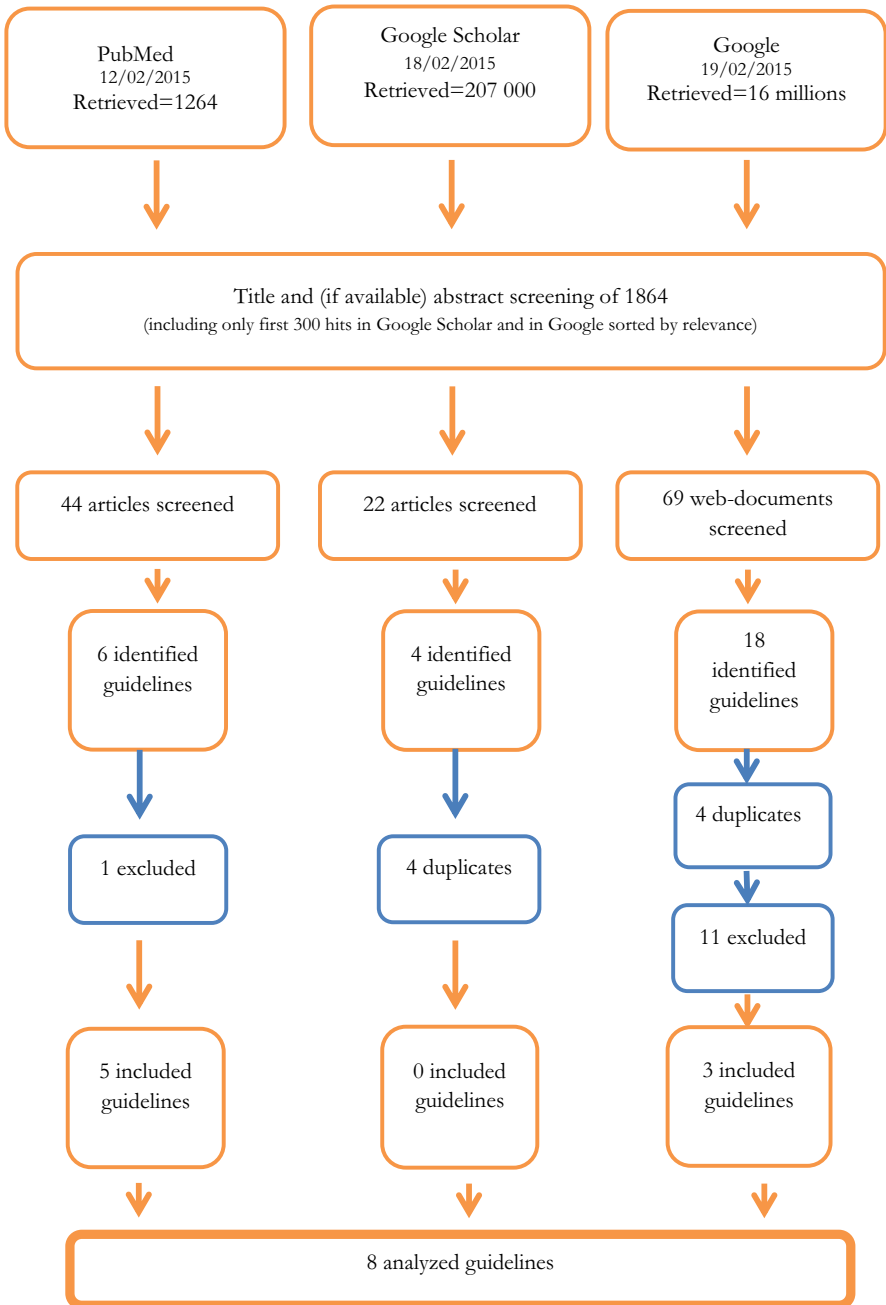 PubMed
12/02/2015
Retrieved=1264
Google Scholar
18/02/2015
Retrieved=207 000
Google
19/02/2015
Retrieved=16 millions
Title and (if available) abstract screening of 1864
(including only first 300 hits in Google Scholar and in Google sorted by relevance)
44 articles screened
22 articles screened
69 web-documents
screened
6 identified
guidelines
4 identified
guidelines
18
identified
guidelines
1 excluded
4 duplicates
4 duplicates
11 excluded
5 included
guidelines
0 included
guidelines
3 included
guidelines
8 analyzed guidelines